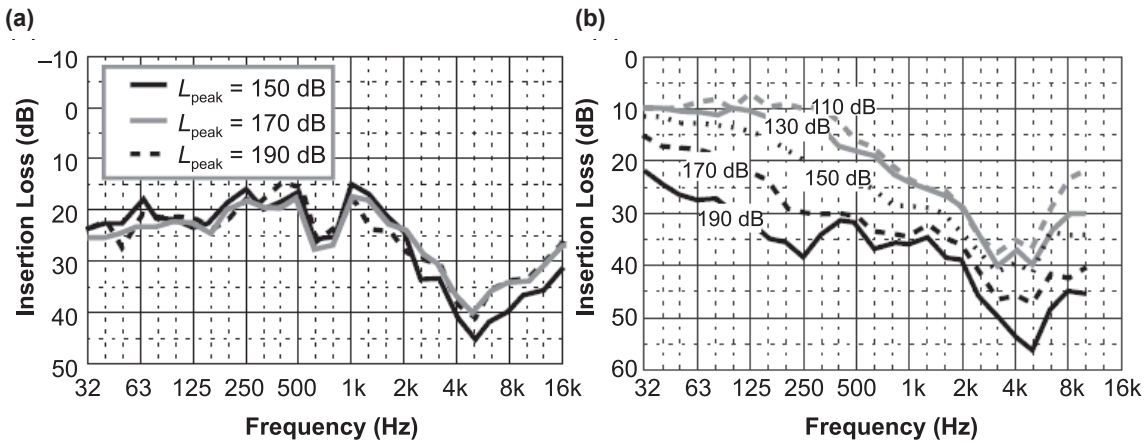 (a)
–10
0
10
20
30
40
50
Insertion Loss (dB)
Lpeak = 150 dB
Lpeak = 170 dB
Lpeak = 190 dB
32 63 125 250 500 1k 2k 4k 8k 16k
Frequency (Hz)
(b)
0
10
20
30
40
50
60
Insertion Loss (dB)
110 dB
130 dB
150 dB
170 dB
190 dB
32 63 125 250 500 1k 2k 4k 8k 16k
Frequency (Hz)